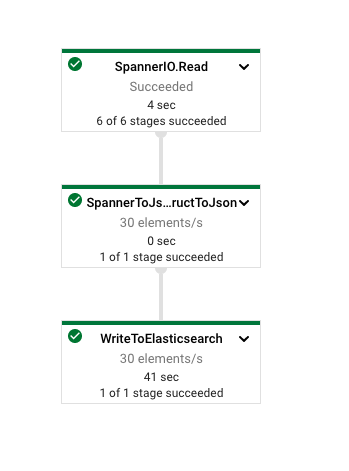 SpannerIO.Read
Succeeded
4 sec
6 of 6 stages succeeded
SpannerToJs...ructToJson
30 elements/s
0 sec
1 of 1 stage succeeded
WriteToElasticsearch
30 elements/s
41 sec
1 of 1 stage succeeded